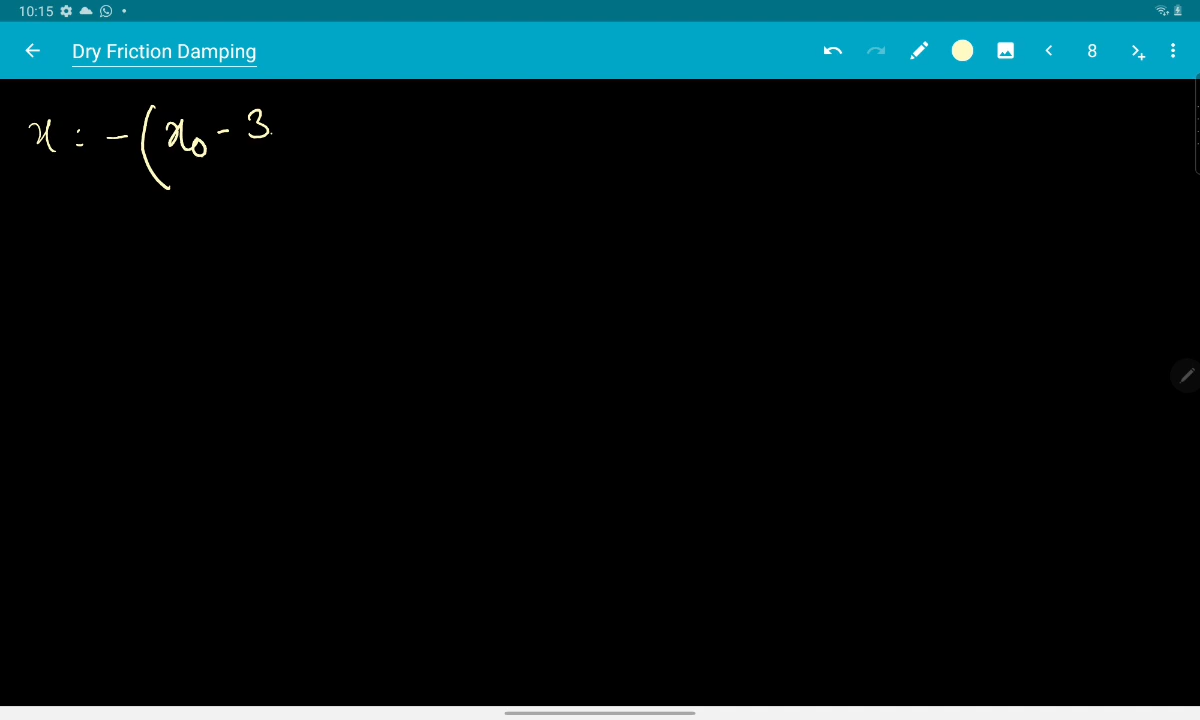 10:15
Dry Friction Damping
8
x = -(x₀ - 3